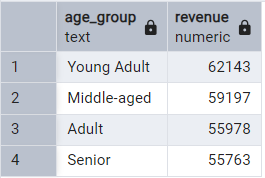 age_group revenue
text numeric
1 Young Adult 62143
2 Middle-aged 59197
3 Adult 55978
4 Senior 55763